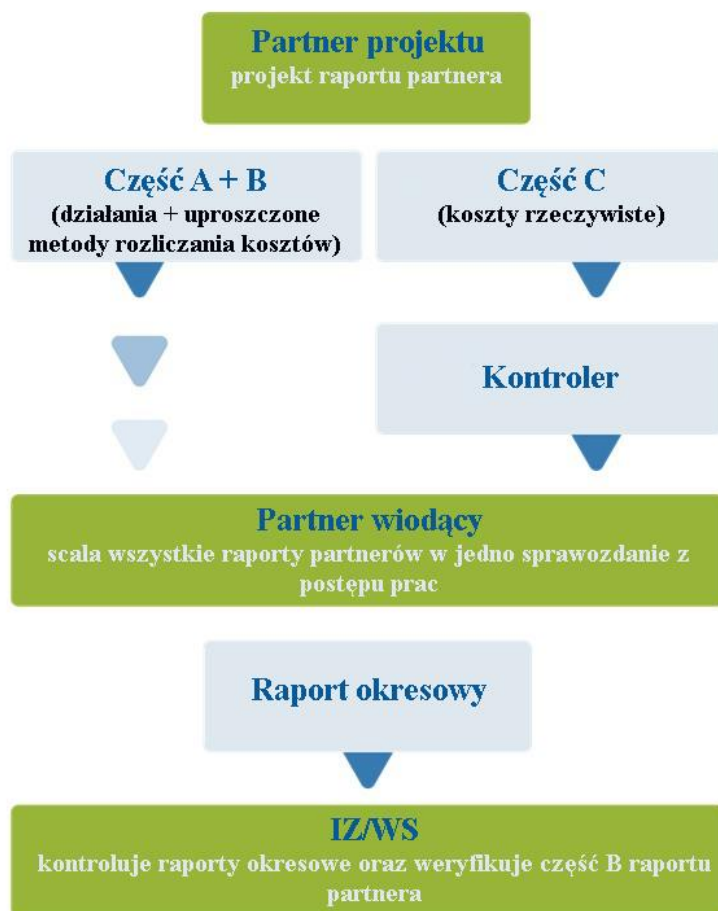 Partner projektu
projekt raportu partnera
Część A + B
(działania + uproszczone
metody rozliczania kosztów)
Część C
(koszty rzeczywiste)
Kontroler
Partner wiodący
scala wszystkie raporty partnerów w jedno sprawozdanie z
postępu prac
Raport okresowy
IZ/WS
kontroluje raporty okresowe oraz weryfikuje część B raportu
partnera